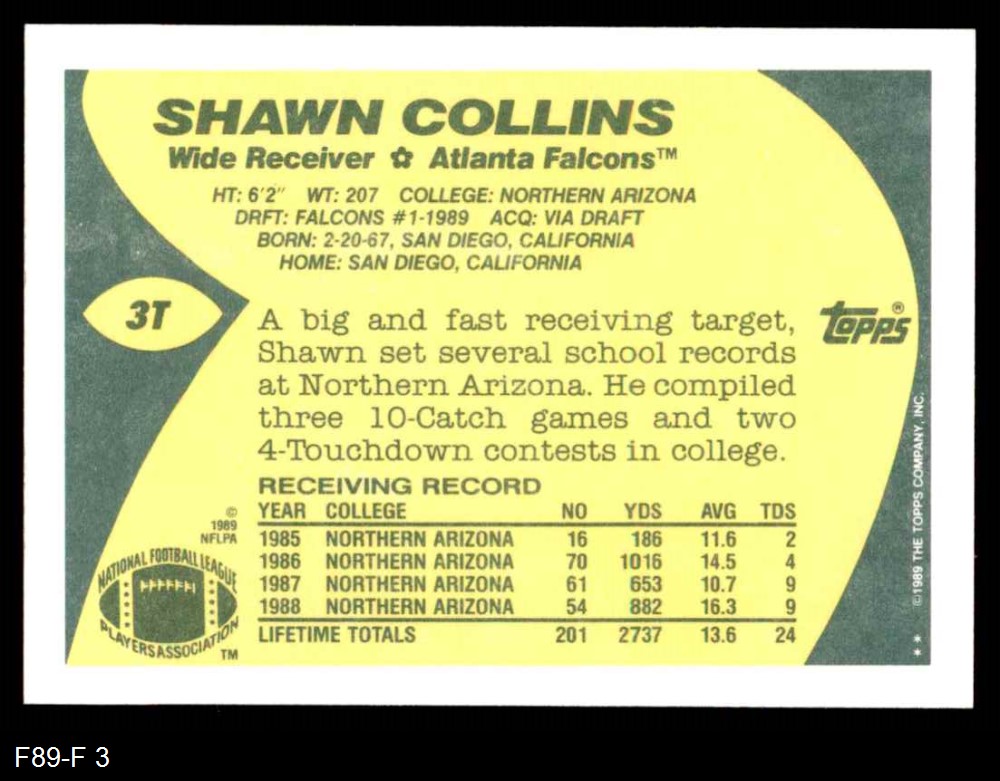 SHAWN COLLINS
Wide Receiver ✿ Atlanta Falcons™
HT: 6'2" WT: 207 COLLEGE: NORTHERN ARIZONA
DRFT: FALCONS #1-1989 ACQ: VIA DRAFT
BORN: 2-20-67, SAN DIEGO, CALIFORNIA
HOME: SAN DIEGO, CALIFORNIA
3T
A big and fast receiving target,
Shawn set several school records
at Northern Arizona. He compiled
three 10-Catch games and two
4-Touchdown contests in college.
topps®
RECEIVING RECORD
YEAR COLLEGE NO YDS AVG TDS
1985 NORTHERN ARIZONA 16 186 11.6 2
1986 NORTHERN ARIZONA 70 1016 14.5 4
1987 NORTHERN ARIZONA 61 653 10.7 9
1988 NORTHERN ARIZONA 54 882 16.3 9
LIFETIME TOTALS 201 2737 13.6 24
©
1989
NFLPA
NATIONAL FOOTBALL LEAGUE
PLAYERS ASSOCIATION
TM
©1989 THE TOPPS COMPANY, INC.
* *
F89-F 3